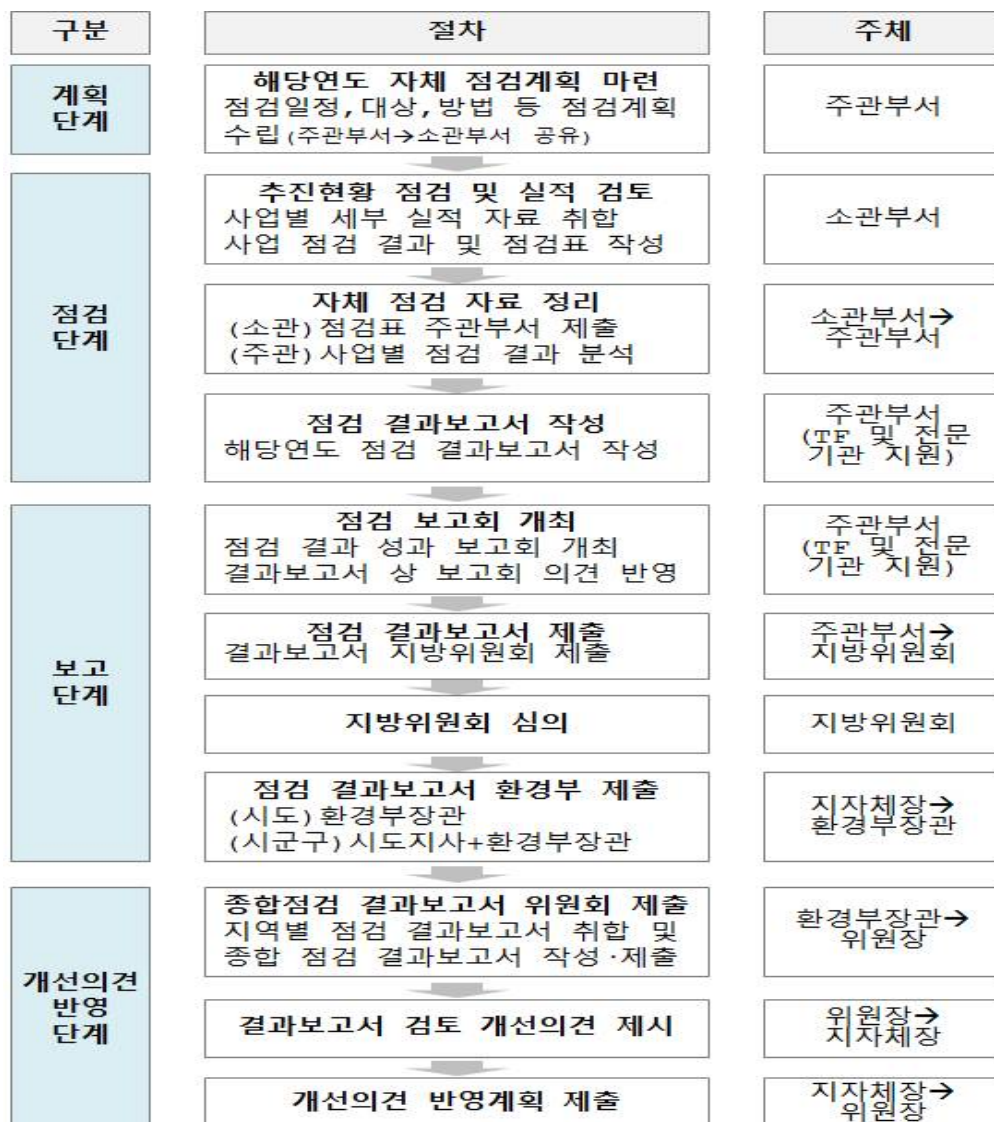 구분
절차
주체
계획
단계
해당연도 자체 점검계획 마련
점검일정,대상,방법 등 점검계획
수립(주관부서→소관부서 공유)
주관부서
점검
단계
추진현황 점검 및 실적 검토
사업별 세부 실적 자료 취합
사업 점검 결과 및 점검표 작성
소관부서
자체 점검 자료 정리
(소관)점검표 주관부서 제출
(주관)사업별 점검 결과 분석
소관부서→
주관부서
점검 결과보고서 작성
해당연도 점검 결과보고서 작성
주관부서
(TF 및 전문
기관 지원)
보고
단계
점검 보고회 개최
점검 결과 성과 보고회 개최
결과보고서 상 보고회 의견 반영
주관부서
(TF 및 전문
기관 지원)
점검 결과보고서 제출
결과보고서 지방위원회 제출
주관부서→
지방위원회
지방위원회 심의
지방위원회
점검 결과보고서 환경부 제출
(시도)환경부장관
(시군구)시도지사+환경부장관
지자체장→
환경부장관
개선의견
반영
단계
종합점검 결과보고서 위원회 제출
지역별 점검 결과보고서 취합 및
종합 점검 결과보고서 작성·제출
환경부장관→
위원장
결과보고서 검토 개선의견 제시
위원장→
지자체장
개선의견 반영계획 제출
지자체장→
위원장